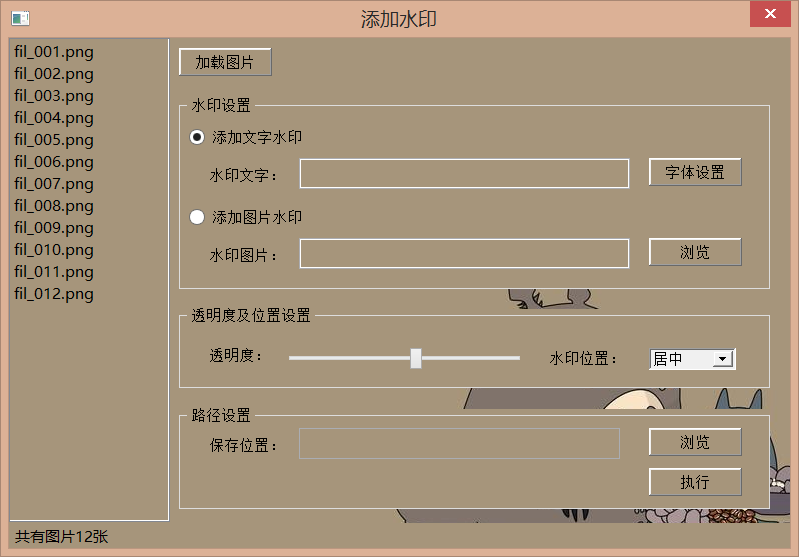 添加水印
fil_001.png
fil_002.png
fil_003.png
fil_004.png
fil_005.png
fil_006.png
fil_007.png
fil_008.png
fil_009.png
fil_010.png
fil_011.png
fil_012.png
加载图片
水印设置
添加文字水印
水印文字：
字体设置
添加图片水印
水印图片：
浏览
透明度及位置设置
透明度：
水印位置：
居中
路径设置
保存位置：
浏览
执行
共有图片12张